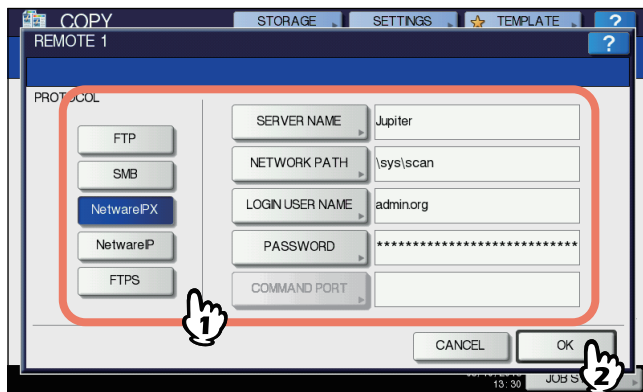 COPY STORAGE SETTINGS TEMPLATE ?
REMOTE 1 ?
PROTOCOL
FTP
SMB
NetwareIPX
NetwareIP
FTPS
SERVER NAME Jupiter
NETWORK PATH \sys\scan
LOGIN USER NAME admin.org
PASSWORD ****************************
COMMAND PORT
1
CANCEL OK
2
13:30 JOB S